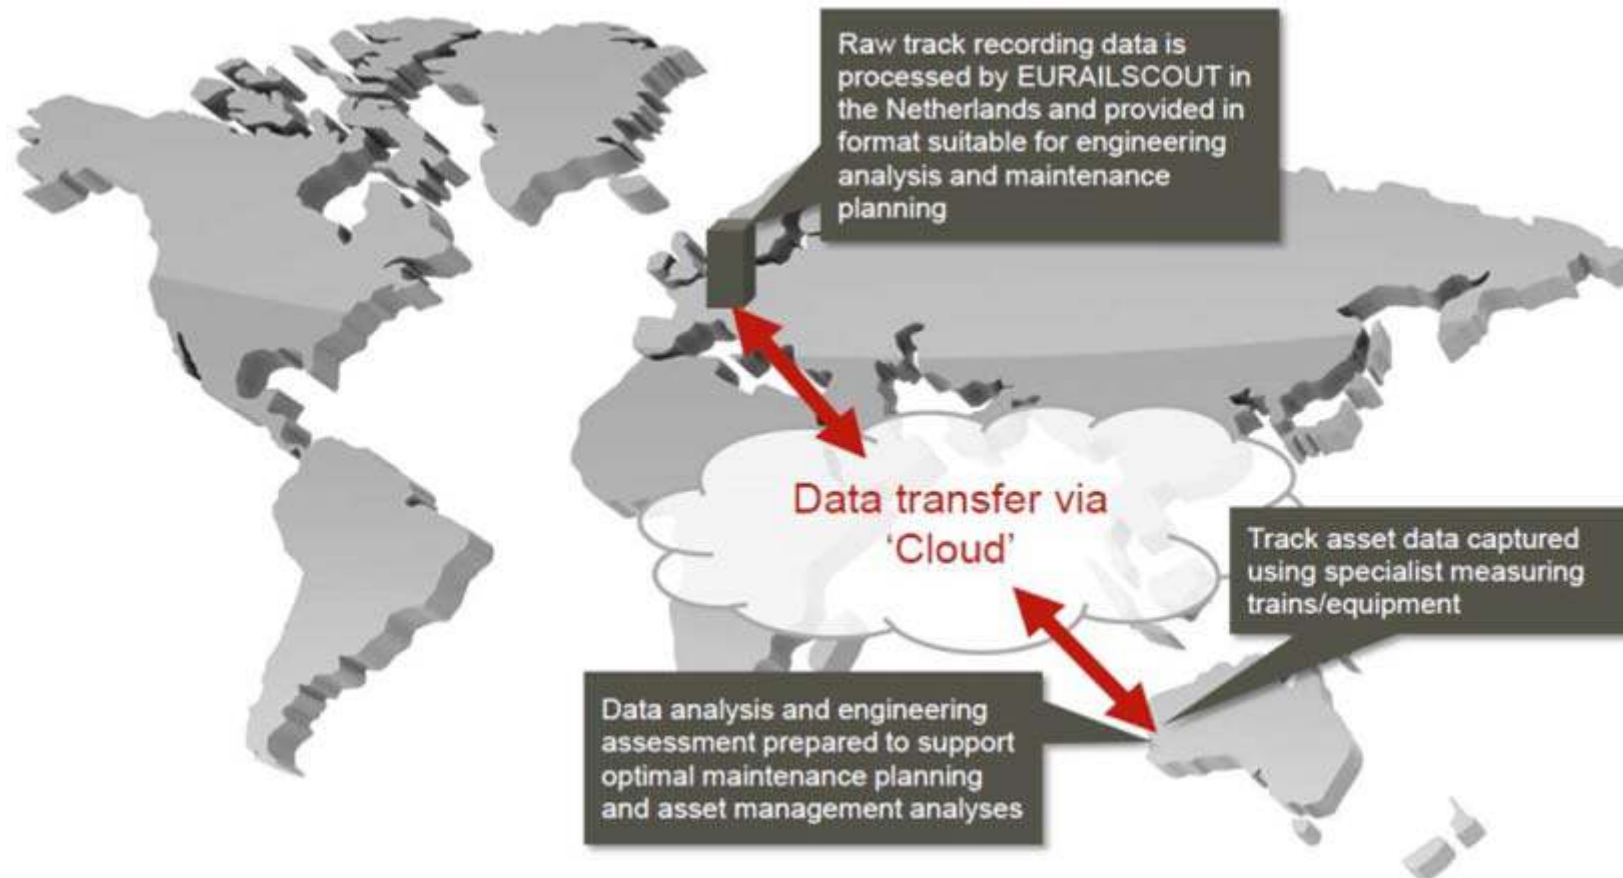 Raw track recording data is
processed by EURAILSCOUT in
the Netherlands and provided in
format suitable for engineering
analysis and maintenance
planning
Data transfer via
‘Cloud’
Track asset data captured
using specialist measuring
trains/equipment
Data analysis and engineering
assessment prepared to support
optimal maintenance planning
and asset management analyses